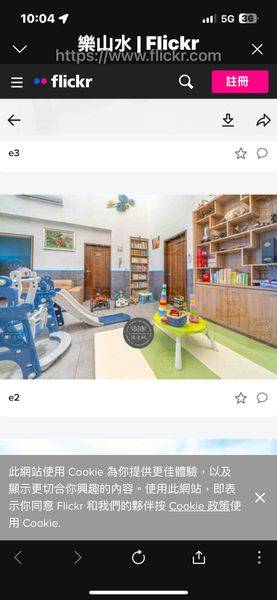 10:04
5G
36
樂山水 | Flickr
https://www.flickr.com
flickr
註冊
e3
e2
此網站使用 Cookie 為你提供更佳體驗，以及
顯示更切合你興趣的內容。使用此網站，即表
示你同意 Flickr 和我們的夥伴按 Cookie 政策使
用 Cookie.